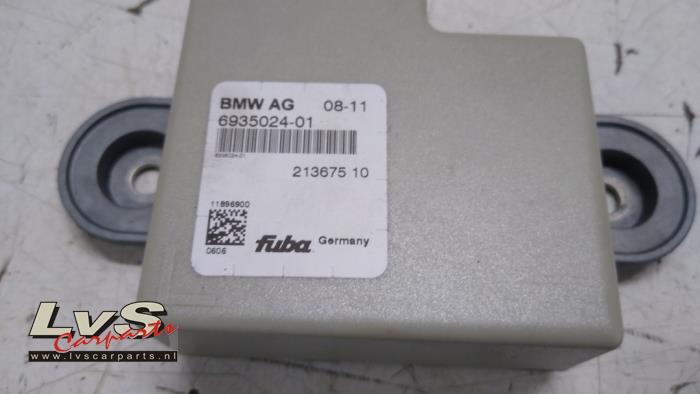 BMW AG 08-11
6935024-01
6935024-01
213675 10
11896900
0606
fuba Germany
LvS
Carparts
www.lvscarparts.nl